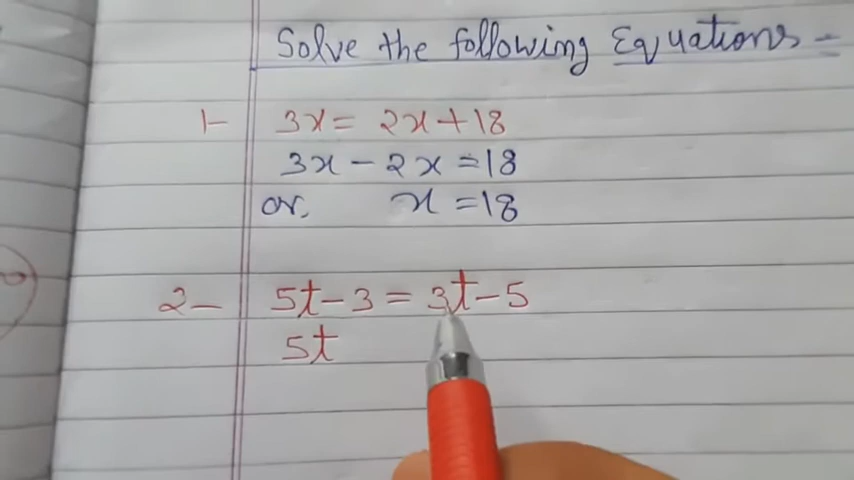 Solve the following Equations -
1- 3x = 2x + 18
3x - 2x = 18
or, x = 18
2 - 5t - 3 = 3t - 5
5t